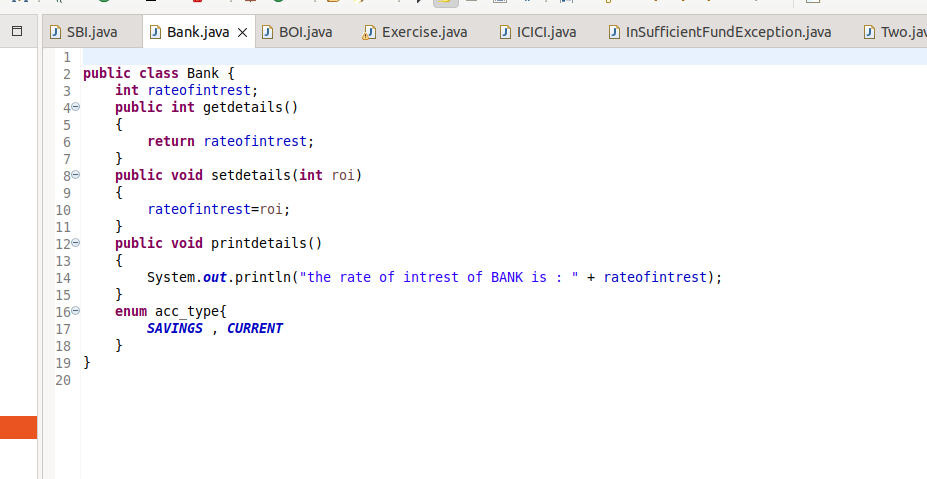 SBI.java Bank.java BOI.java Exercise.java ICICI.java InSufficientFundException.java Two.jav
1
2 public class Bank {
3     int rateofintrest;
4     public int getdetails()
5     {
6         return rateofintrest;
7     }
8     public void setdetails(int roi)
9     {
10         rateofintrest=roi;
11     }
12     public void printdetails()
13     {
14         System.out.println("the rate of intrest of BANK is : " + rateofintrest);
15     }
16     enum acc_type{
17         SAVINGS , CURRENT
18     }
19 }
20